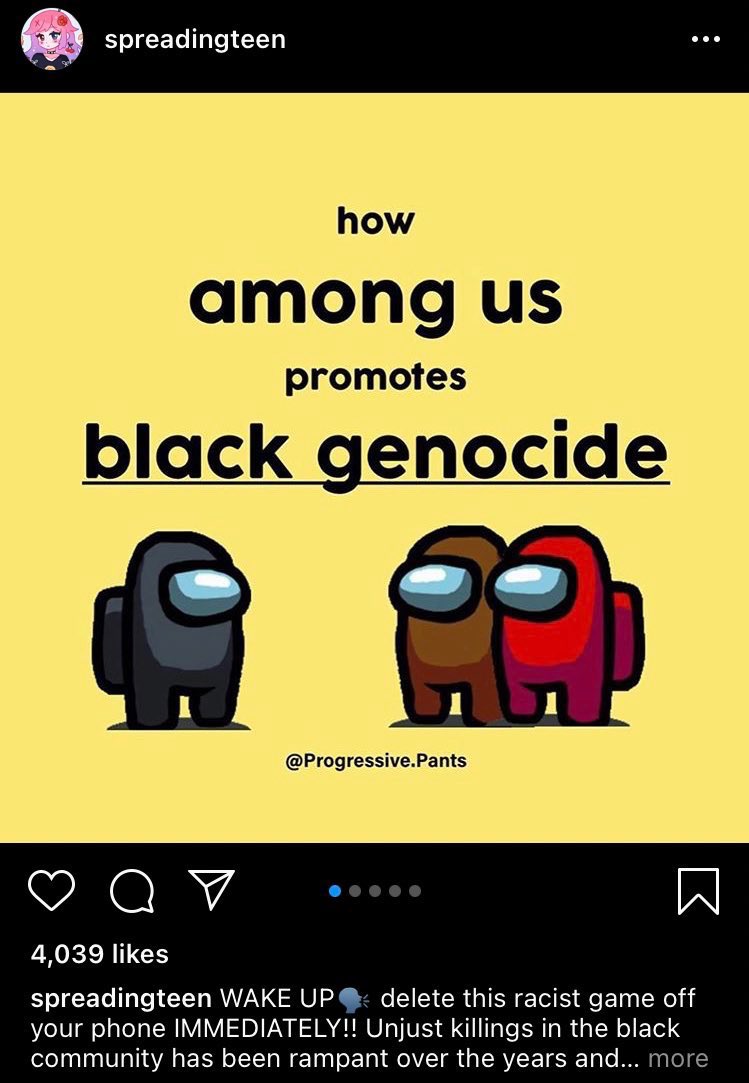 spreadingteen
how
among us
promotes
black genocide
@Progressive.Pants
4,039 likes
spreadingteen WAKE UP🗣️ delete this racist game off
your phone IMMEDIATELY!! Unjust killings in the black
community has been rampant over the years and... more